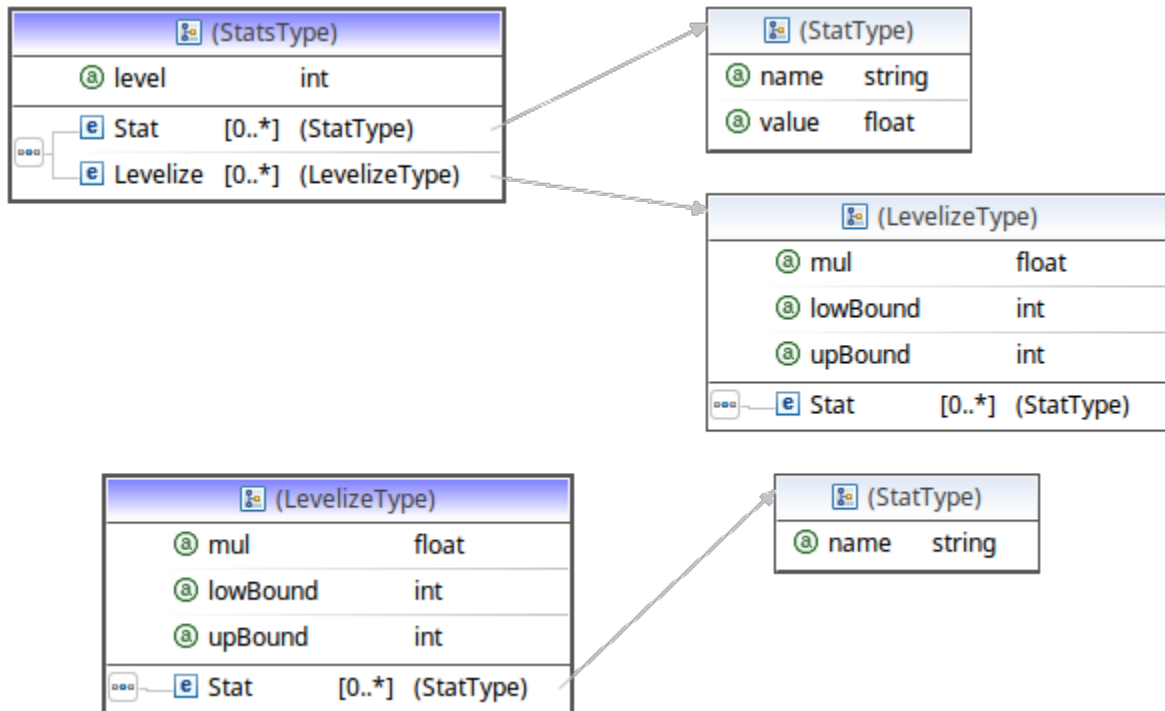 (StatsType)
level int
Stat [0..*] (StatType)
Levelize [0..*] (LevelizeType)
(StatType)
name string
value float
(LevelizeType)
mul float
lowBound int
upBound int
Stat [0..*] (StatType)
(LevelizeType)
mul float
lowBound int
upBound int
Stat [0..*] (StatType)
(StatType)
name string